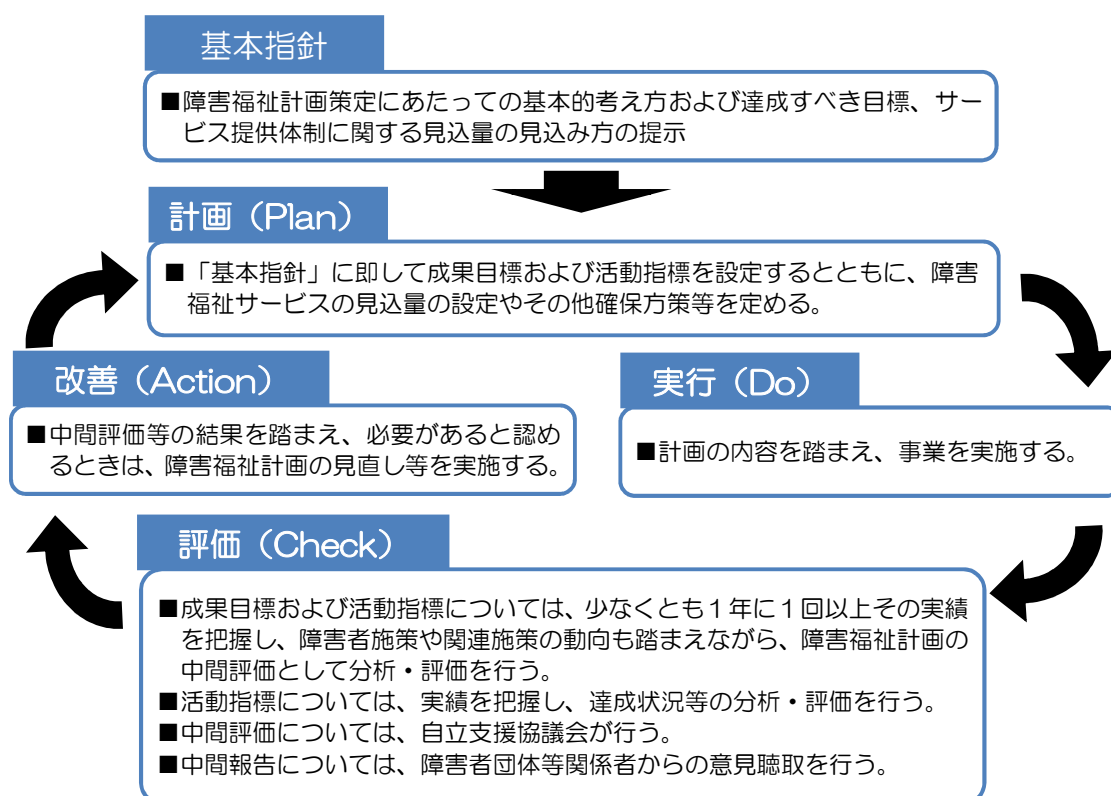 基本指針
■障害福祉計画策定にあたっての基本的考え方および達成すべき目標、サー
ビス提供体制に関する見込量の見込み方の提示
計画（Plan）
■「基本指針」に即して成果目標および活動指標を設定するとともに、障害
福祉サービスの見込量の設定やその他確保方策等を定める。
改善（Action）
■中間評価等の結果を踏まえ、必要があると認め
るときは、障害福祉計画の見直し等を実施する。
実行（Do）
■計画の内容を踏まえ、事業を実施する。
評価（Check）
■成果目標および活動指標については、少なくとも１年に１回以上その実績
を把握し、障害者施策や関連施策の動向も踏まえながら、障害福祉計画の
中間評価として分析・評価を行う。
■活動指標については、実績を把握し、達成状況等の分析・評価を行う。
■中間評価については、自立支援協議会が行う。
■中間報告については、障害者団体等関係者からの意見聴取を行う。